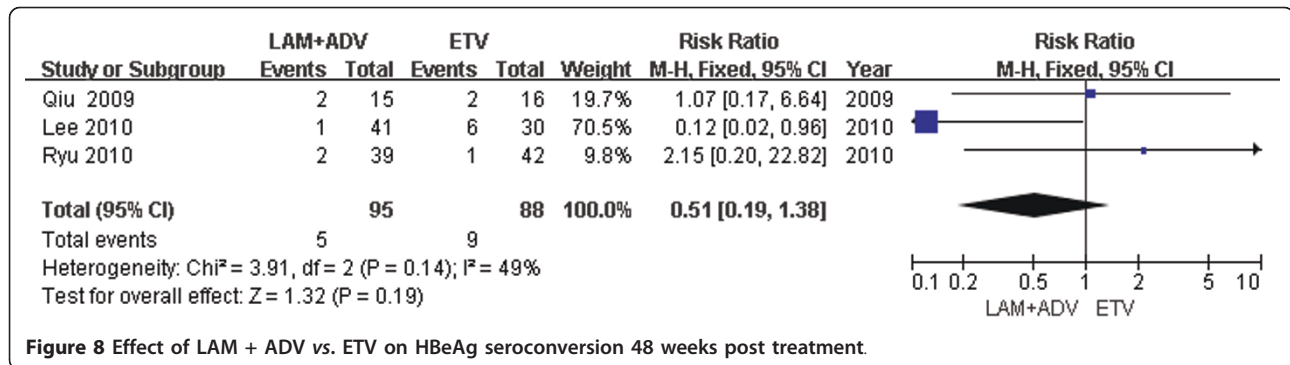 LAM+ADV ETV Risk Ratio Risk Ratio
Study or Subgroup Events Total Events Total Weight M-H, Fixed, 95% CI Year M-H, Fixed, 95% CI
Qiu 2009 2 15 2 16 19.7% 1.07 [0.17, 6.64] 2009
Lee 2010 1 41 6 30 70.5% 0.12 [0.02, 0.96] 2010
Ryu 2010 2 39 1 42 9.8% 2.15 [0.20, 22.82] 2010
Total (95% CI) 95 88 100.0% 0.51 [0.19, 1.38]
Total events 5 9
Heterogeneity: Chi² = 3.91, df = 2 (P = 0.14); I² = 49%
Test for overall effect: Z = 1.32 (P = 0.19)
0.1 0.2 0.5 1 2 5 10
LAM+ADV ETV
Figure 8 Effect of LAM + ADV vs. ETV on HBeAg seroconversion 48 weeks post treatment.